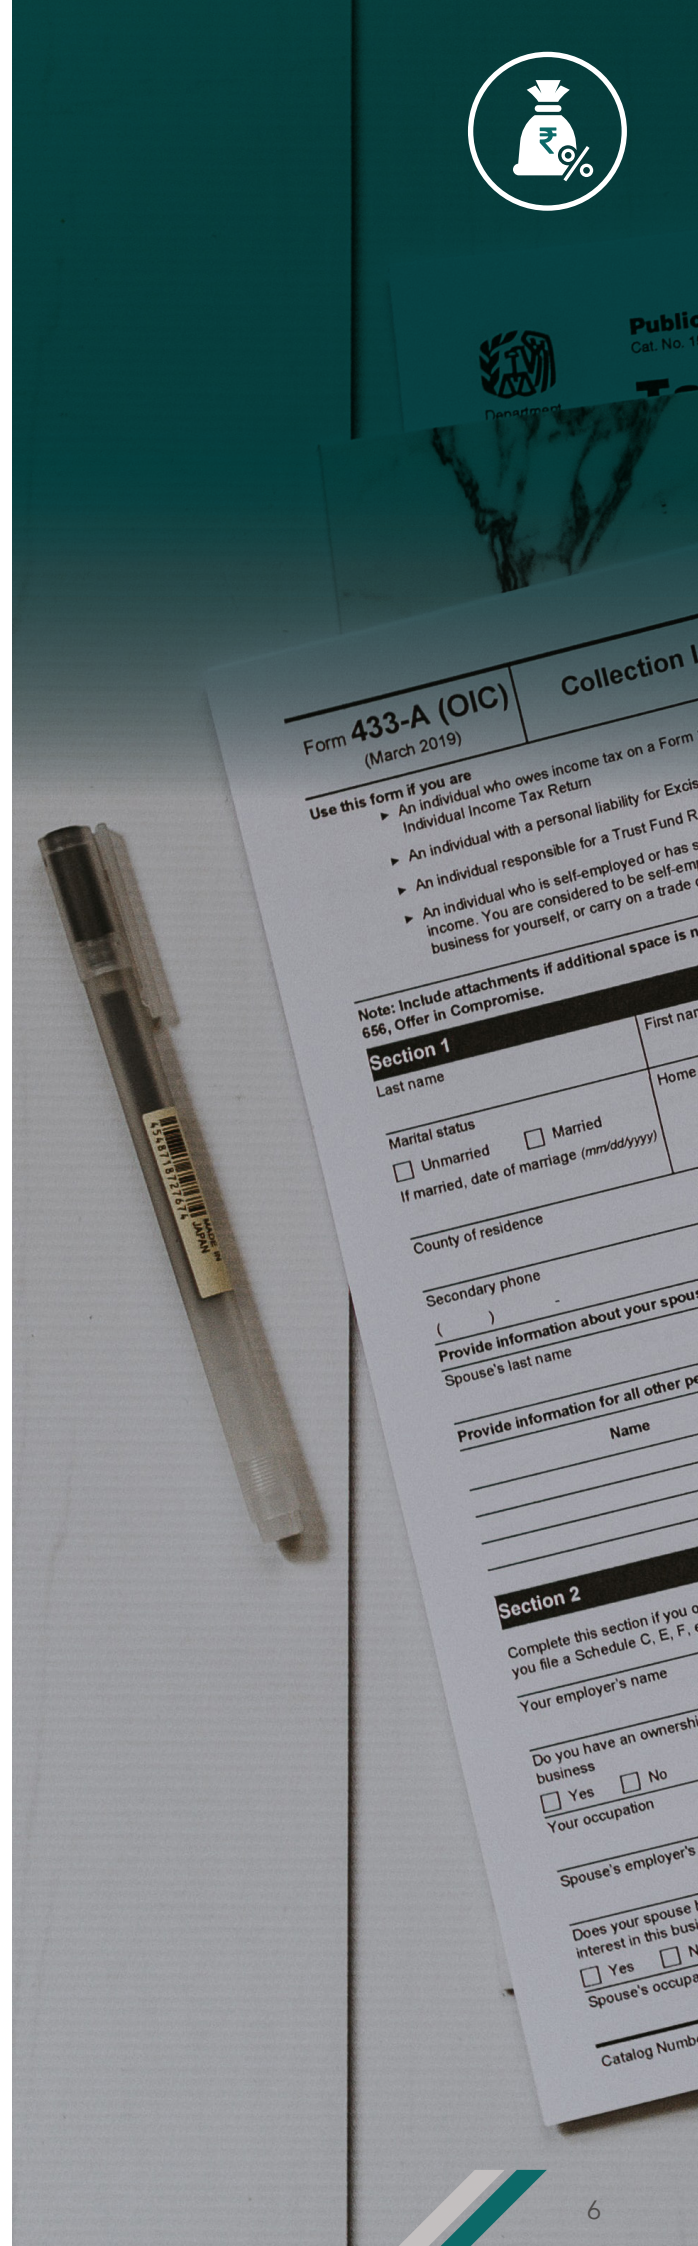 ₹
%
Public
Cat. No. 1
Department
Form 433-A (OIC)
(March 2019)
Collection
Use this form if you are
▶ An individual who owes income tax on a Form
Individual Income Tax Return
▶ An individual with a personal liability for Excis
▶ An individual responsible for a Trust Fund R
▶ An individual who is self-employed or has s
income. You are considered to be self-em
business for yourself, or carry on a trade
Note: Include attachments if additional space is n
656, Offer in Compromise.
Section 1
Last name
First nar
Marital status
Unmarried
Married
Home
If married, date of marriage (mm/dd/yyyy)
County of residence
Secondary phone
( ) -
Provide information about your spous
Spouse's last name
Provide information for all other pe
Name
Section 2
Complete this section if you o
you file a Schedule C, E, F, e
Your employer's name
Do you have an ownershi
business
Yes No
Your occupation
Spouse's employer's
Does your spouse h
interest in this busi
Yes N
Spouse's occupa
Catalog Numbe
4548718727674
MADE IN
JAPAN
6